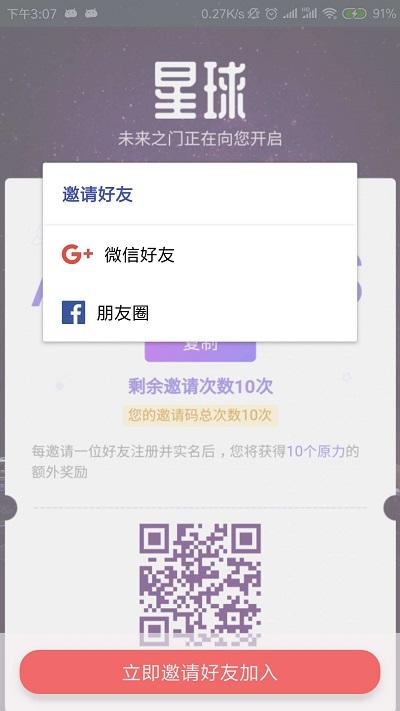 下午3:07
0.27K/s
91%
星球
未来之门正在向您开启
邀请好友
G+ 微信好友
朋友圈
复制
剩余邀请次数10次
您的邀请码总次数10次
每邀请一位好友注册并实名后，您将获得10个原力的
额外奖励
立即邀请好友加入